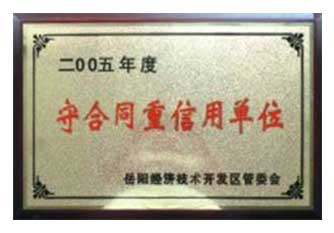 二00五年度
守合同重信用单位
岳阳经济技术开发区管委会